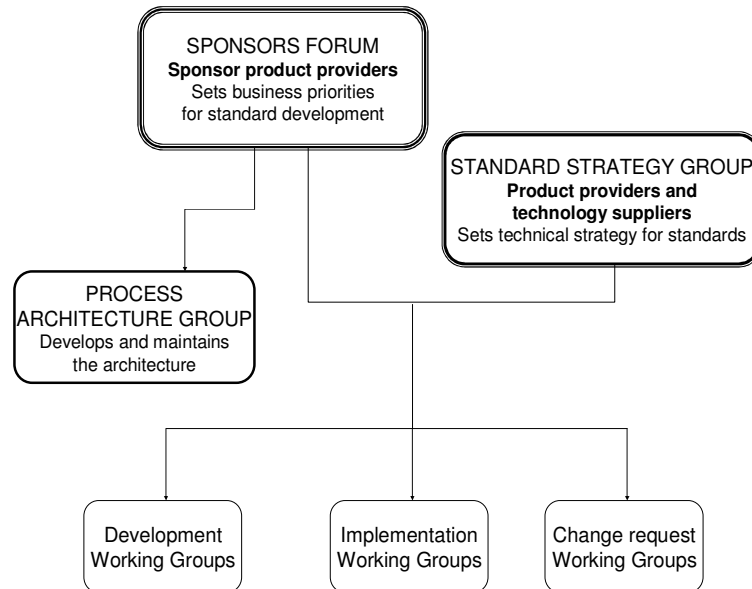 SPONSORS FORUM
Sponsor product providers
Sets business priorities
for standard development
STANDARD STRATEGY GROUP
Product providers and
technology suppliers
Sets technical strategy for standards
PROCESS
ARCHITECTURE GROUP
Develops and maintains
the architecture
Development
Working Groups
Implementation
Working Groups
Change request
Working Groups